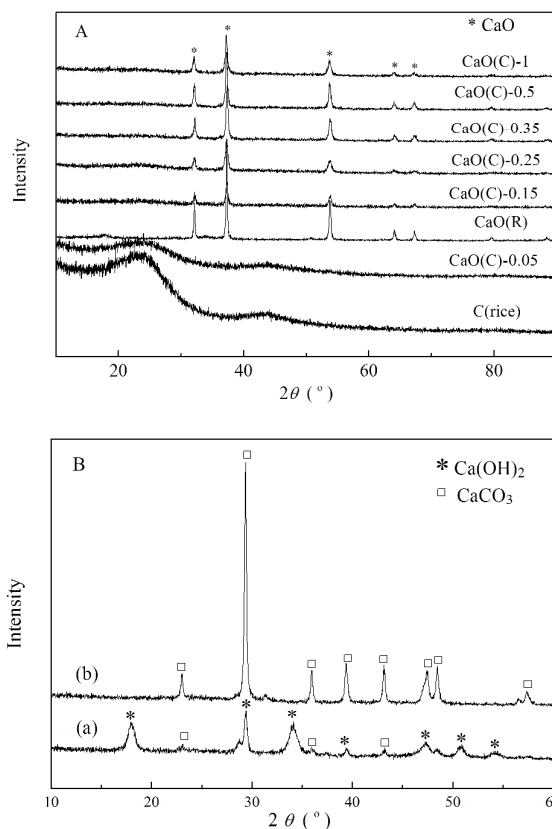 A
* CaO
* * * * *
CaO(C)-1
CaO(C)-0.5
CaO(C)-0.35
CaO(C)-0.25
CaO(C)-0.15
CaO(R)
CaO(C)-0.05
C(rice)
Intensity
20 40 60 80
2θ ( ° )
B
* Ca(OH)₂
□ CaCO₃
(b)
(a)
Intensity
10 20 30 40 50 60
2 θ ( ° )